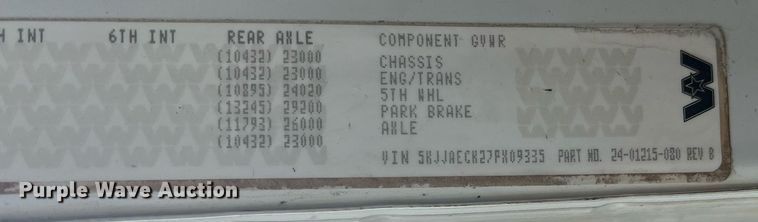 H INT 6TH INT REAR AXLE COMPONENT GVWR
(10432) 23000 CHASSIS
(10432) 23000 ENG/TRANS
(10895) 24020 5TH WHL
(13245) 29200 PARK BRAKE
(11793) 26000 AXLE
(10432) 23000
VIN 5KJJAECK27PX09335 PART NO. 24-01215-080 REV B
Purple Wave Auction